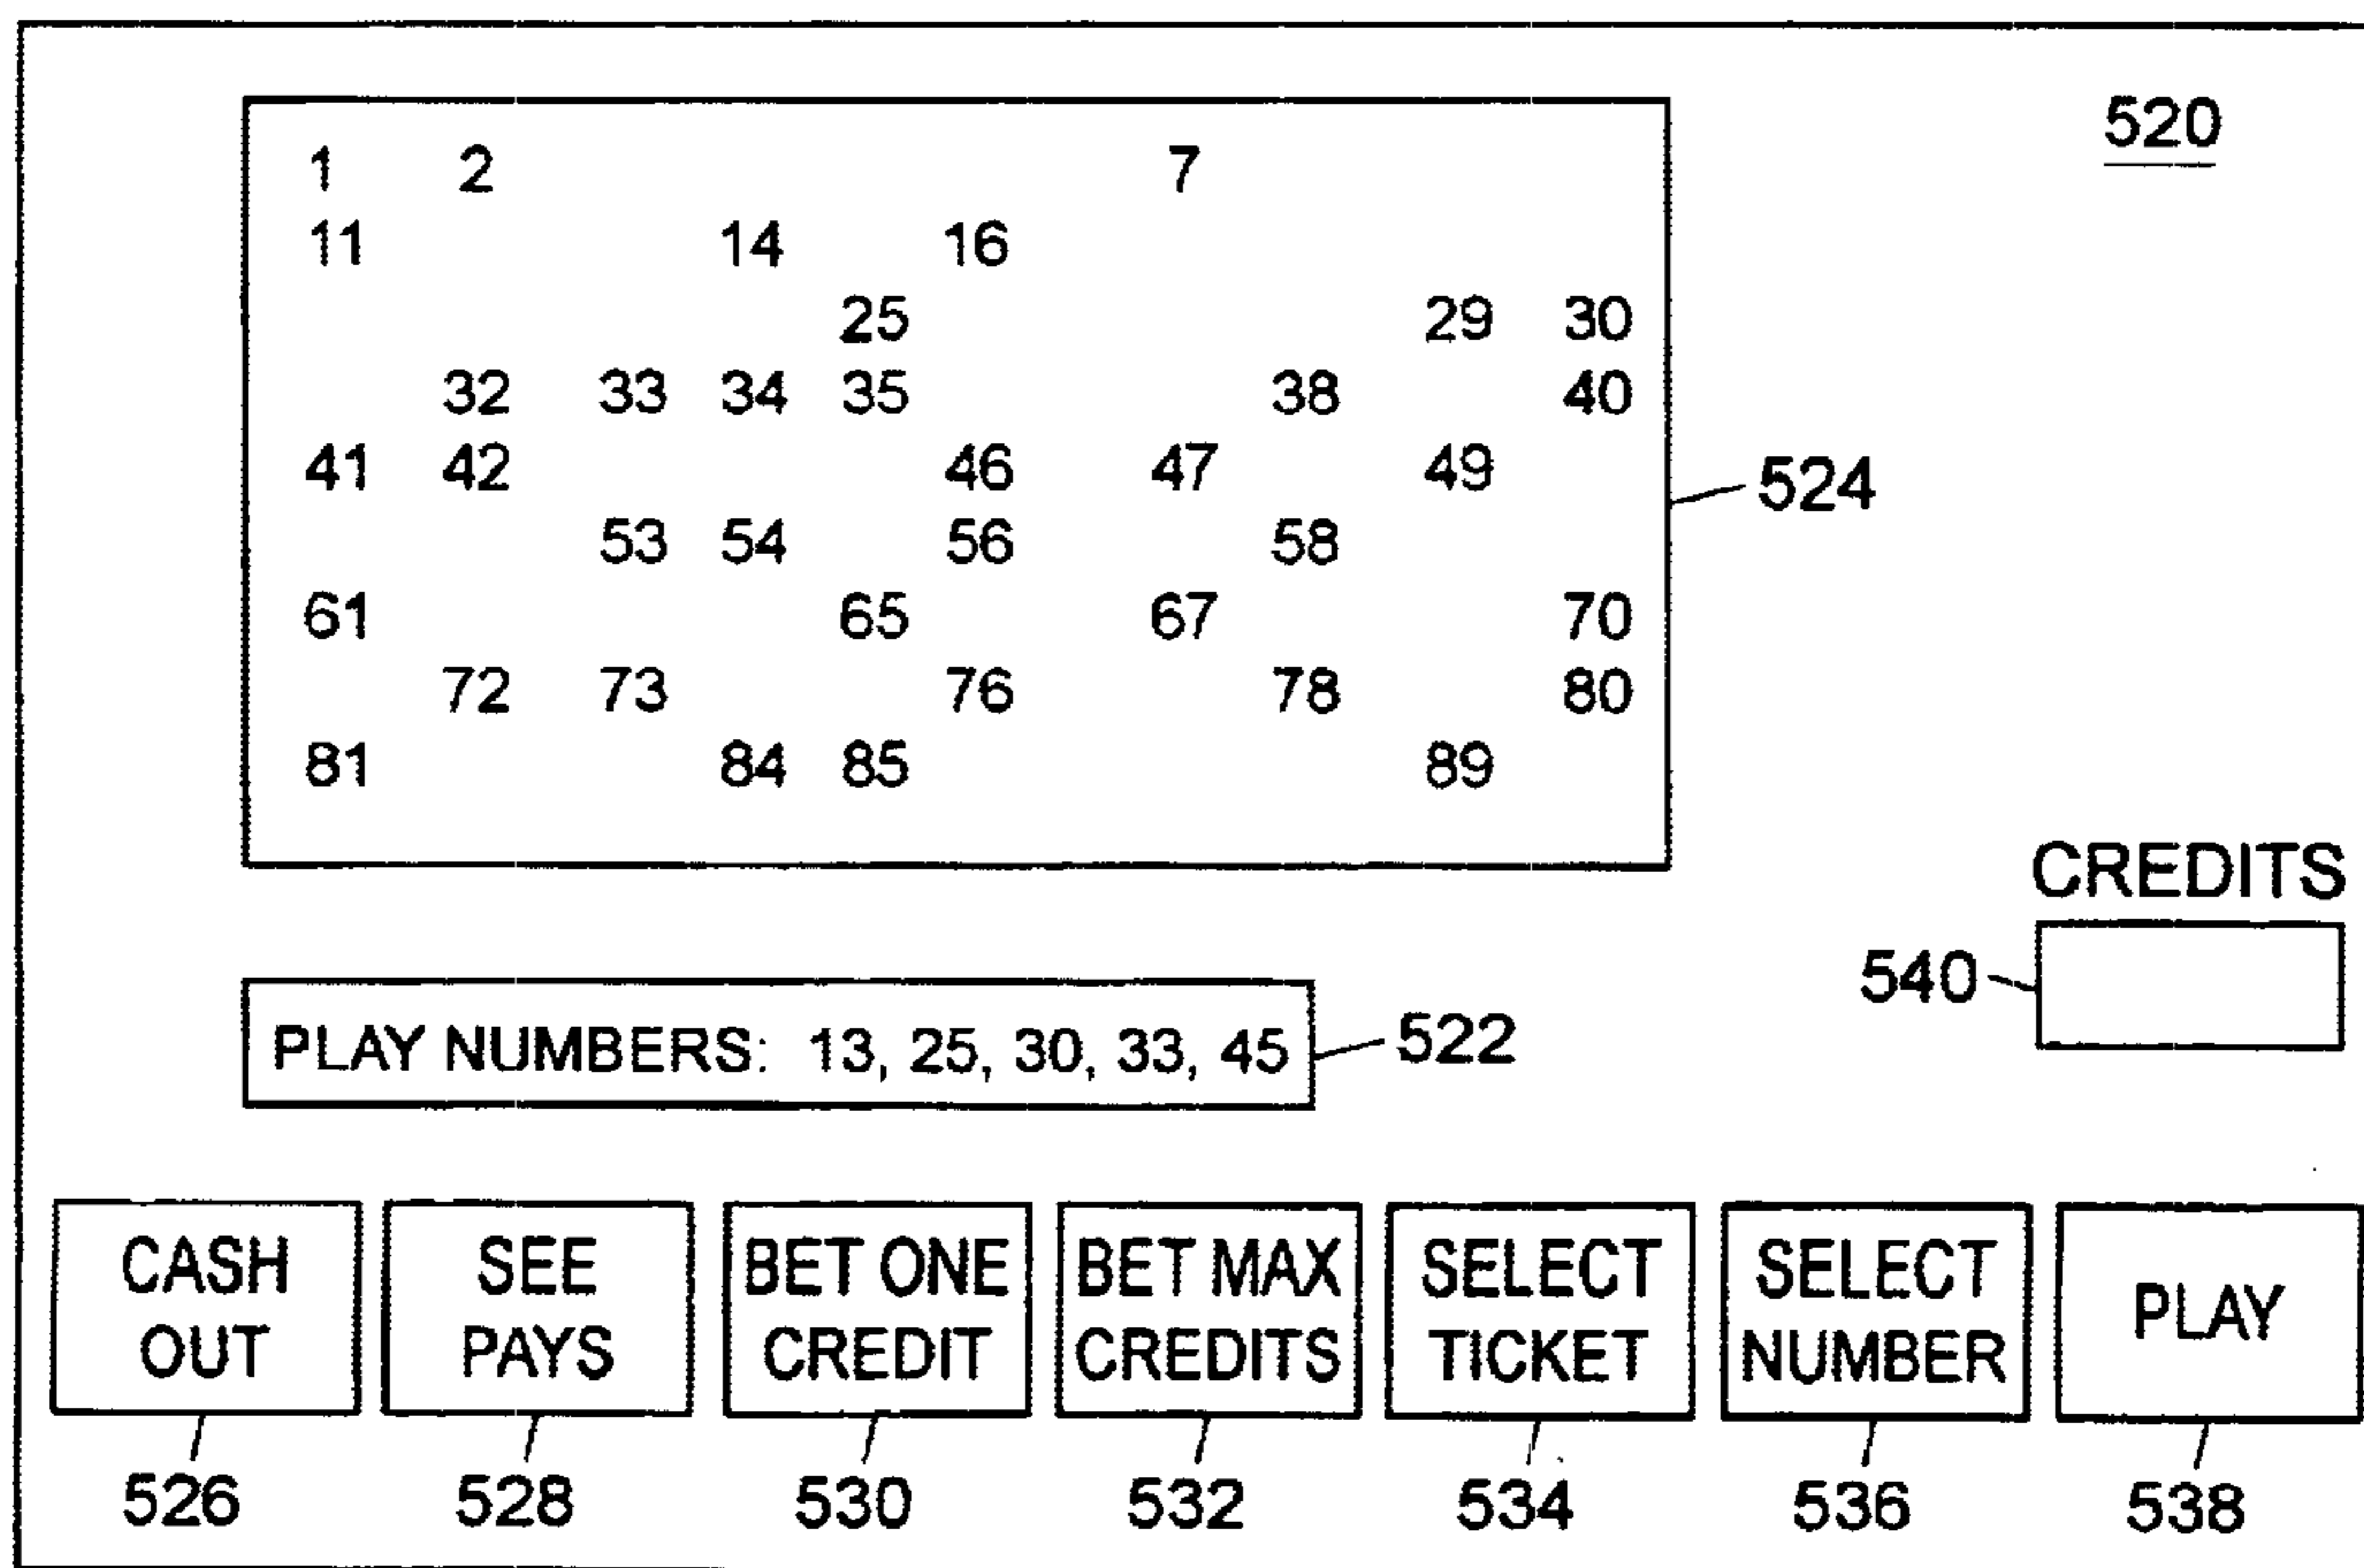 520
1 2 7
11 14 16
25 29 30
32 33 34 35 38 40
41 42 46 47 49
524
53 54 56 58
61 65 67 70
72 73 76 78 80
81 84 85 89
CREDITS
540
PLAY NUMBERS: 13, 25, 30, 33, 45
522
CASH
OUT
SEE
PAYS
BET ONE
CREDIT
BET MAX
CREDITS
SELECT
TICKET
SELECT
NUMBER
PLAY
526 528 530 532 534 536 538